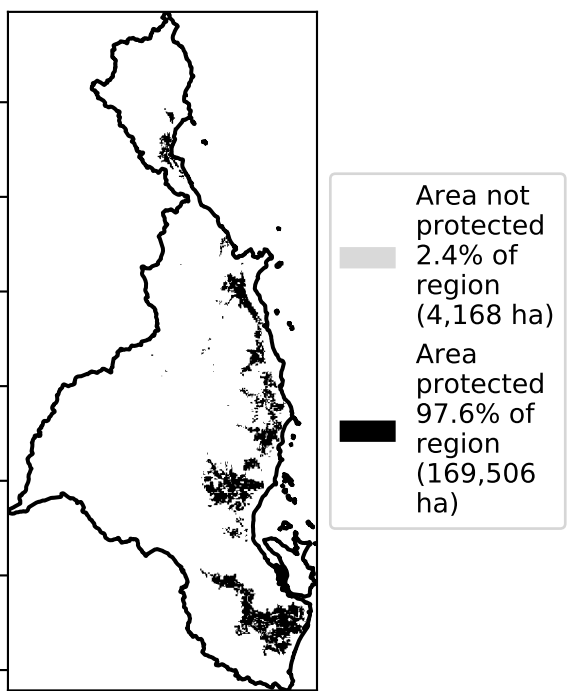 Area not
protected
2.4% of
region
(4,168 ha)
Area
protected
97.6% of
region
(169,506
ha)